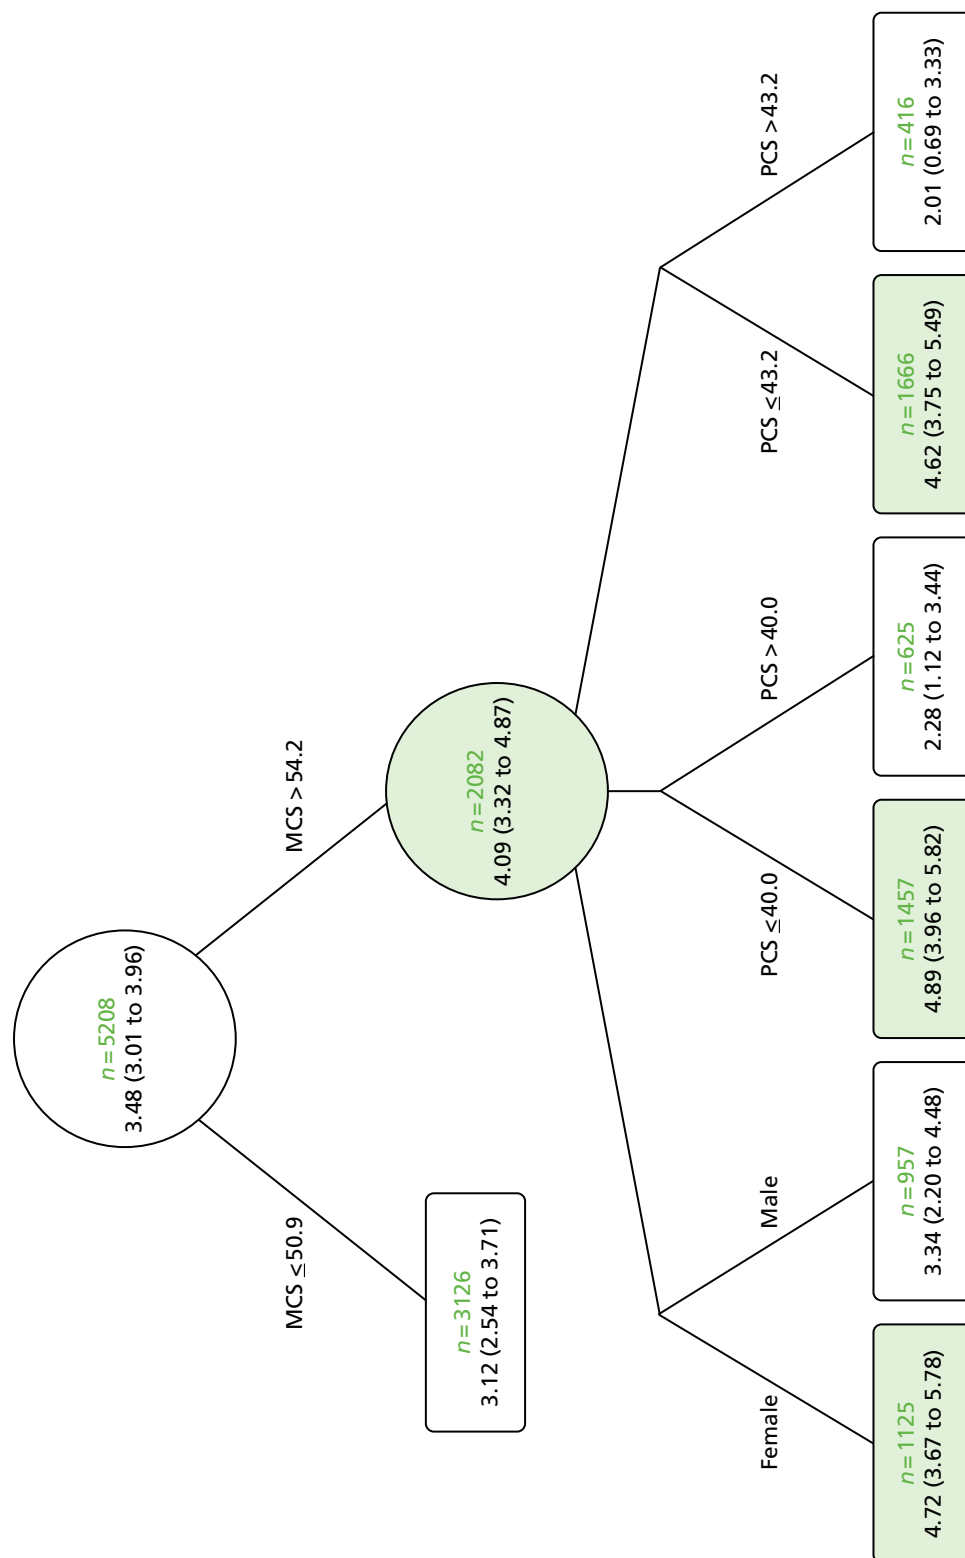 n=5208
3.48 (3.01 to 3.96)
MCS ≤50.9
MCS >54.2
n=3126
3.12 (2.54 to 3.71)
n=2082
4.09 (3.32 to 4.87)
Female
Male
PCS ≤40.0
PCS >40.0
PCS ≤43.2
PCS >43.2
n=1125
4.72 (3.67 to 5.78)
n=957
3.34 (2.20 to 4.48)
n=1457
4.89 (3.96 to 5.82)
n=625
2.28 (1.12 to 3.44)
n=1666
4.62 (3.75 to 5.49)
n=416
2.01 (0.69 to 3.33)